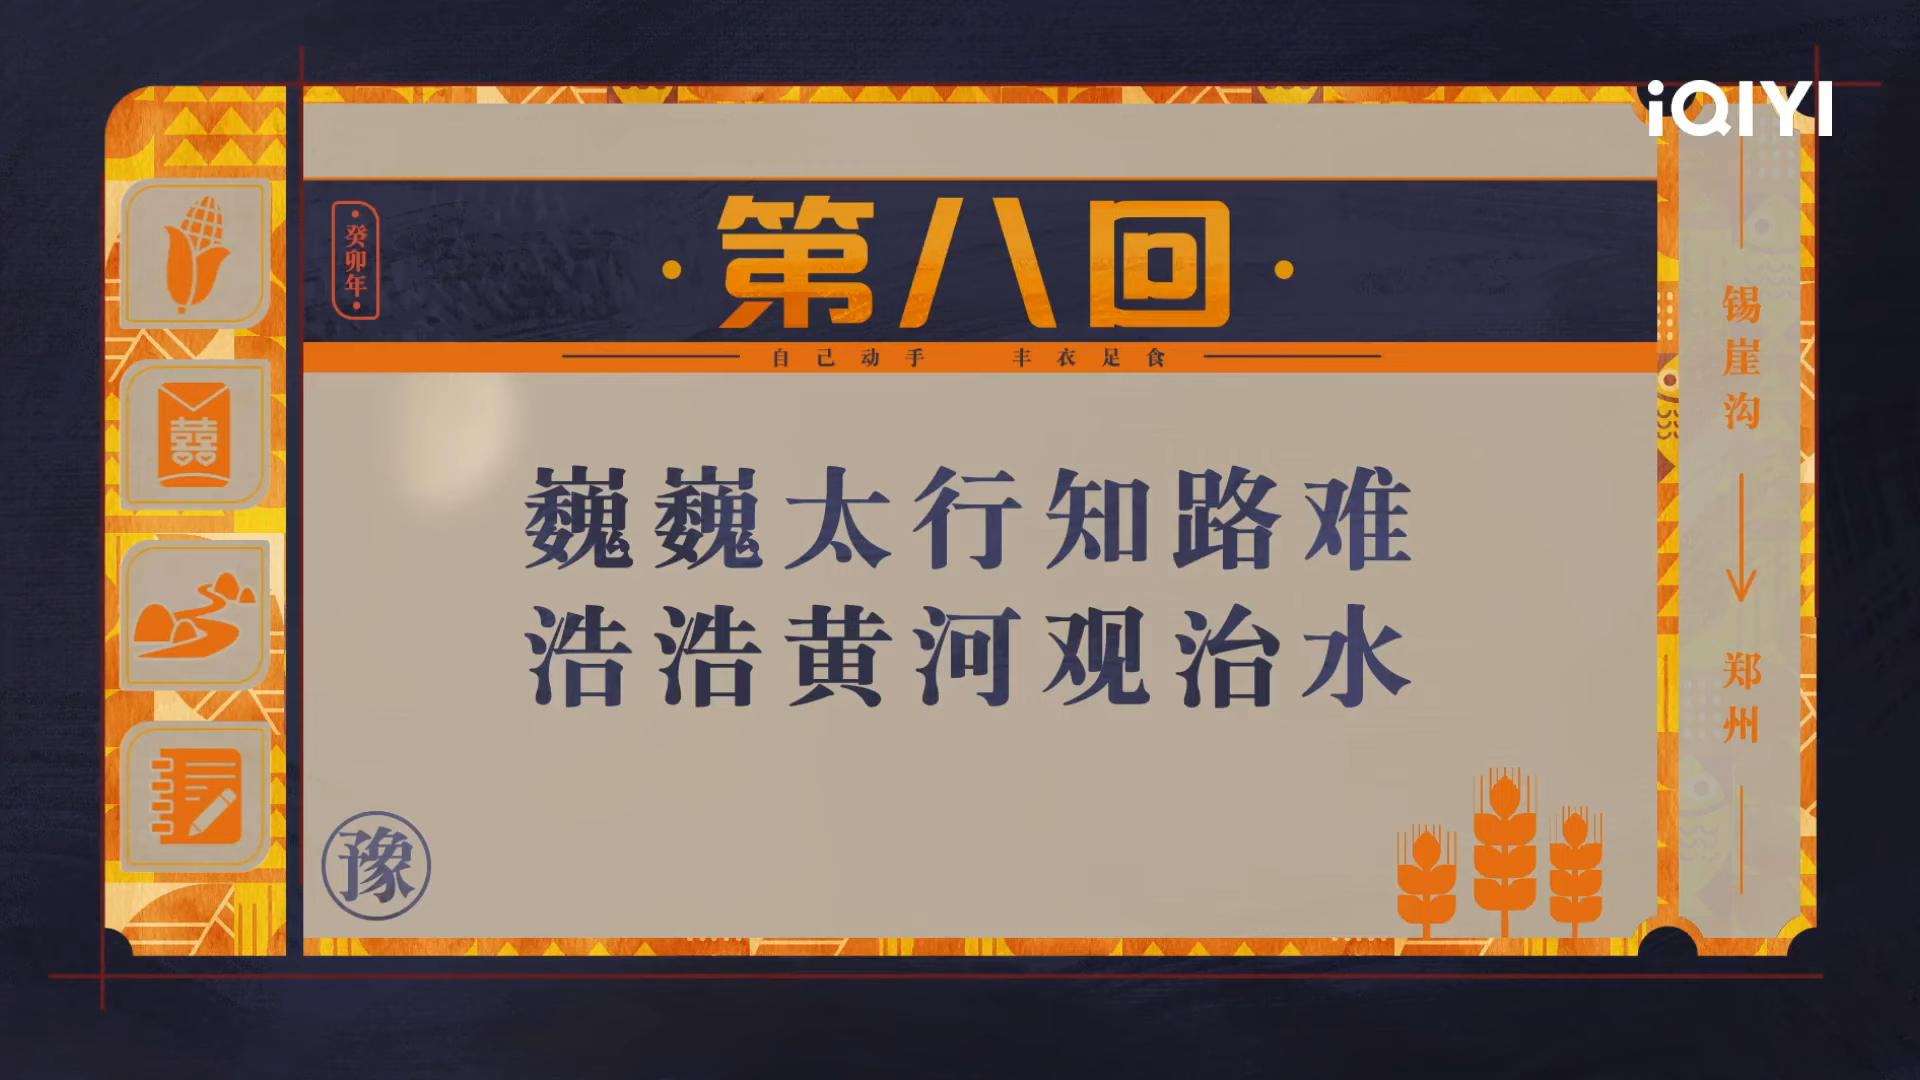 iQIYI
癸卯年
·第八回·
自己动手 丰衣足食
巍巍太行知路难
浩浩黄河观治水
豫
囍
锡崖沟
郑州